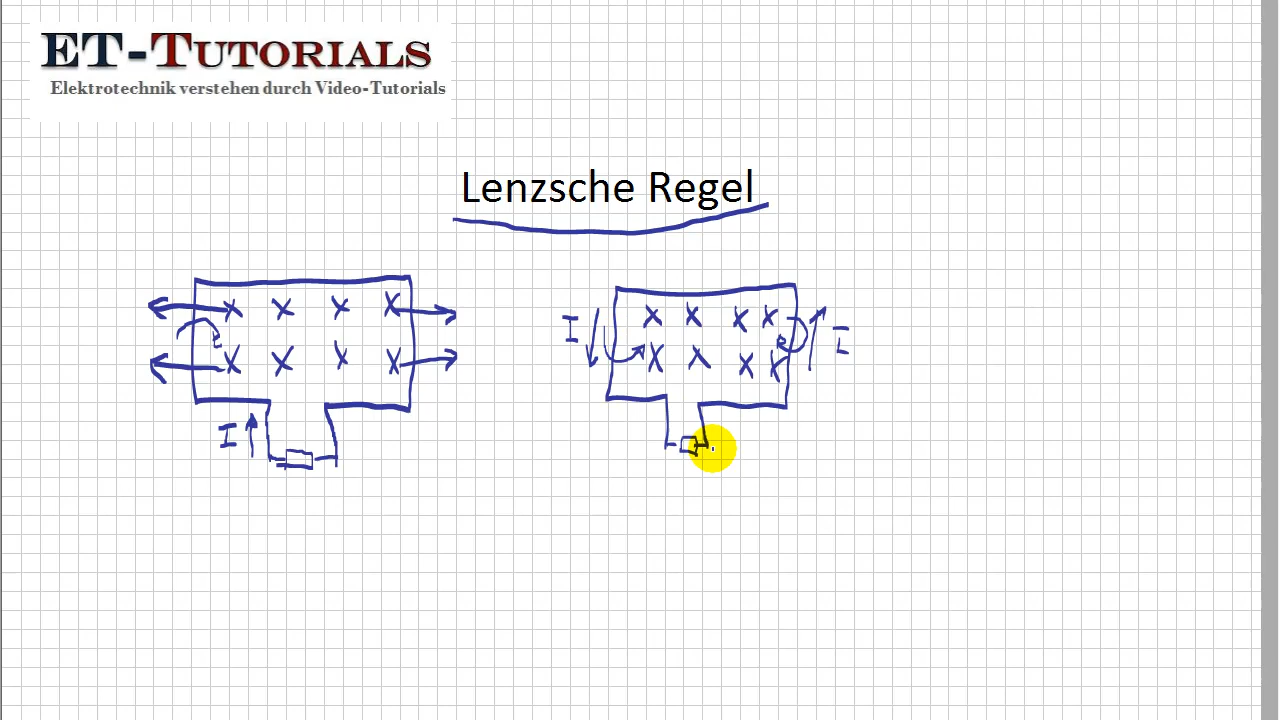 ET-Tutorials
Elektrotechnik verstehen durch Video-Tutorials
Lenzsche Regel
x x x x
x x x x
I
I x x x x I
x x x x